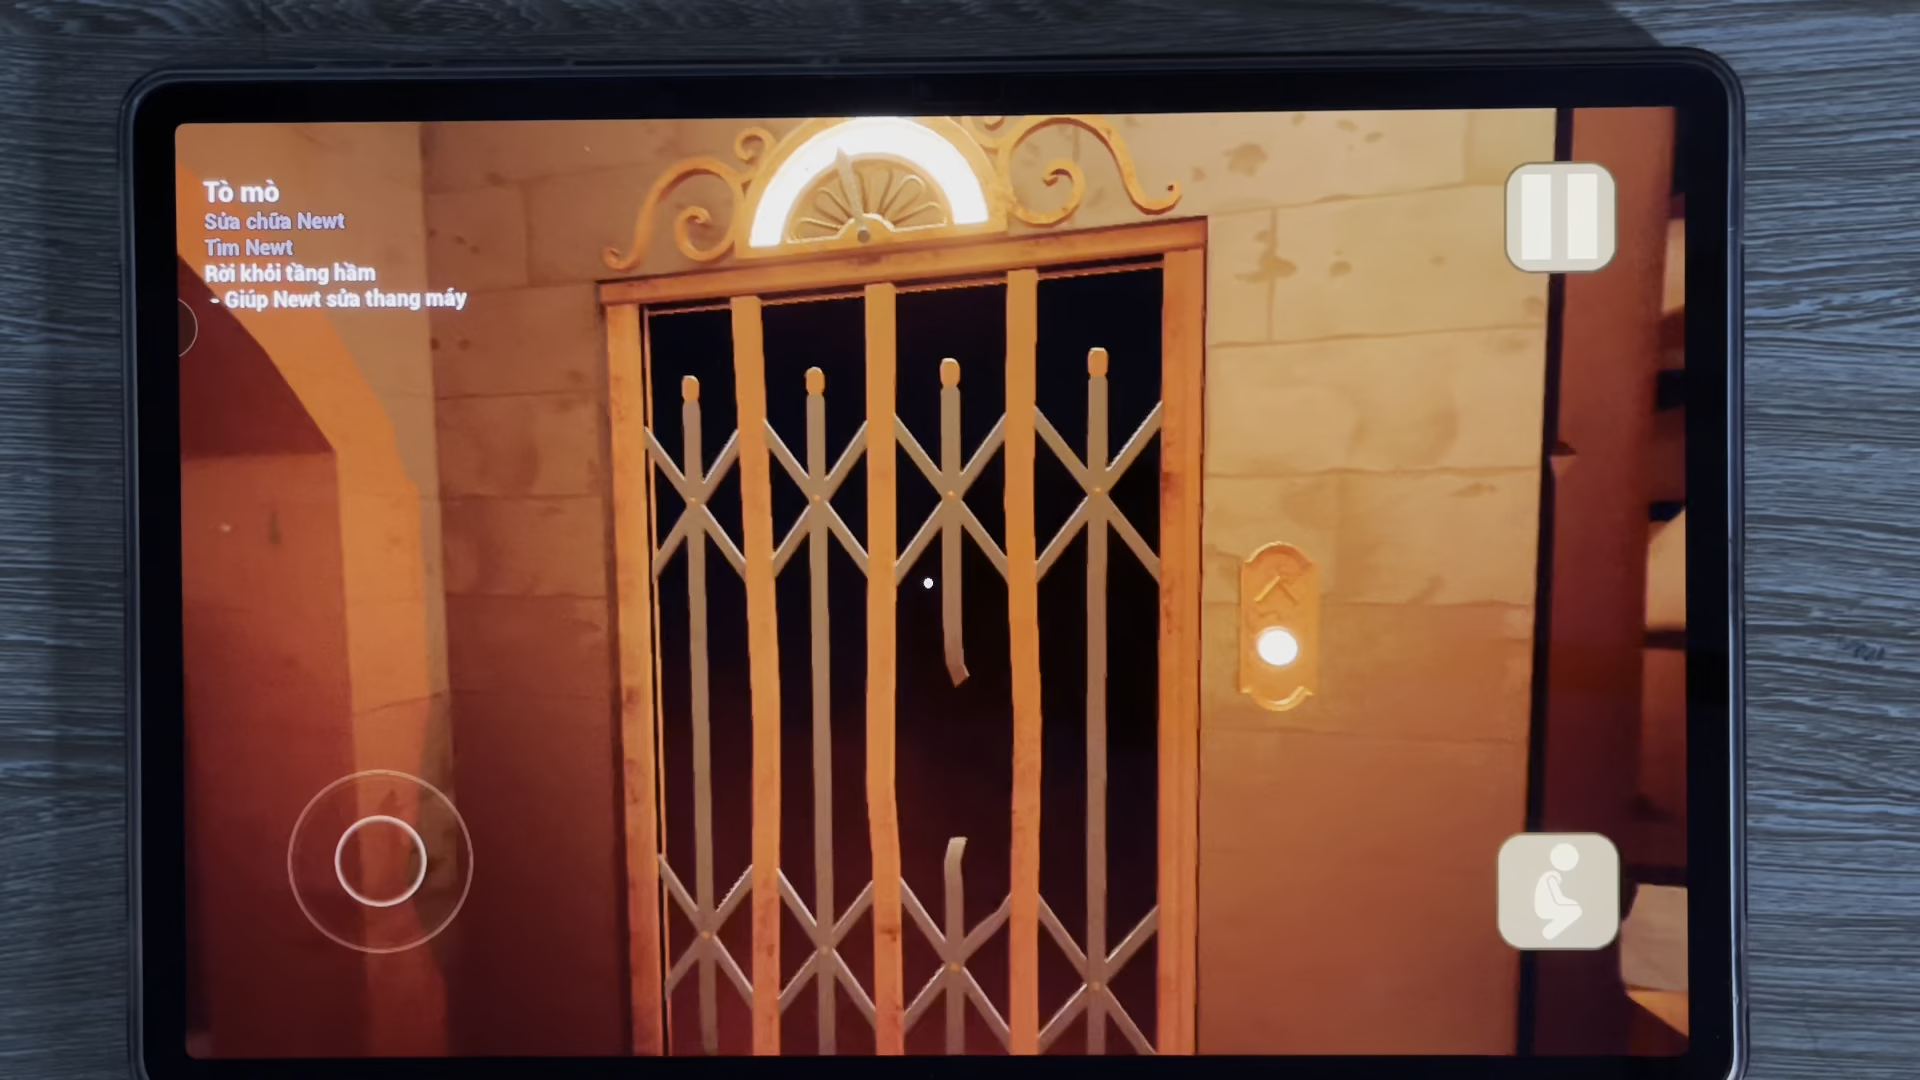 Tò mò
Sửa chữa Newt
Tìm Newt
Rời khỏi tầng hầm
- Giúp Newt sửa thang máy